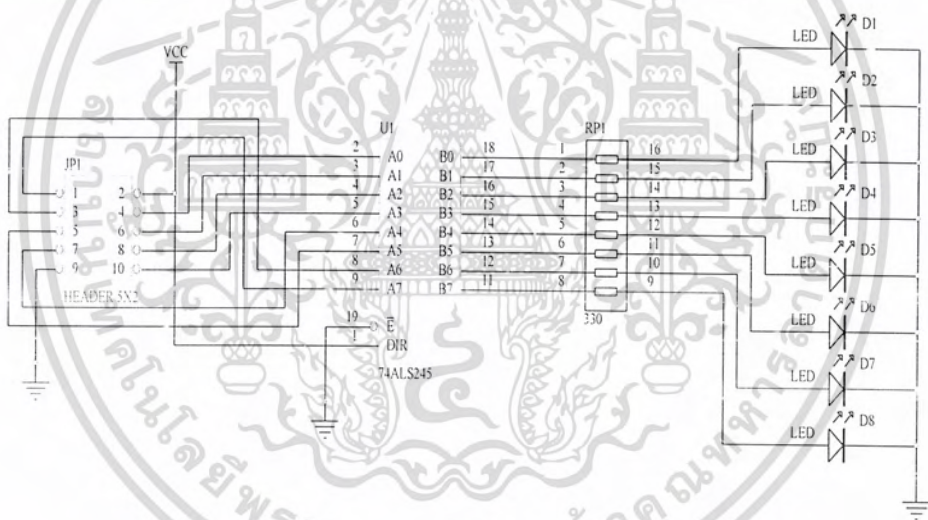 VCC
JP1
1 2
3 4
5 6
7 8
9 10
HEADER 5X2
U1
2 A0 B0 18
3 A1 B1 17
4 A2 B2 16
5 A3 B3 15
6 A4 B4 14
7 A5 B5 13
8 A6 B6 12
9 A7 B7 11
19 E
1 DIR
74ALS245
RP1
1 16
2 15
3 14
4 13
5 12
6 11
7 10
8 9
330
LED D1
LED D2
LED D3
LED D4
LED D5
LED D6
LED D7
LED D8